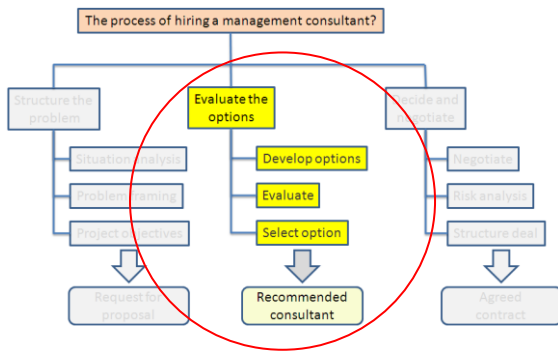 The process of hiring a management consultant?
Structure the
problem
Situation analysis
Problem framing
Project objectives
Request for
proposal
Evaluate the
options
Develop options
Evaluate
Select option
Recommended
consultant
Decide and
negotiate
Negotiate
Risk analysis
Structure deal
Agreed
contract